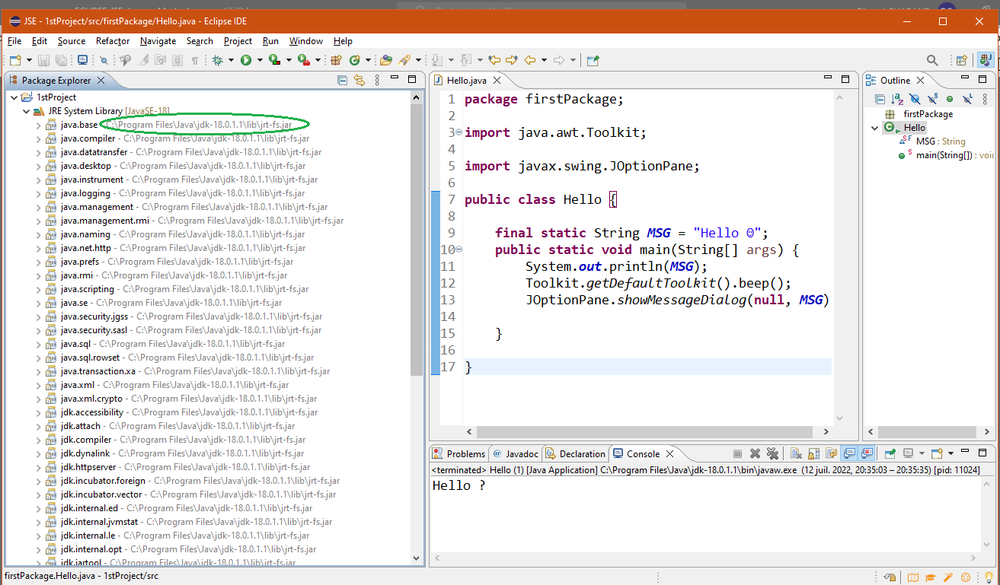 JSE - 1stProject/src/firstPackage/Hello.java - Eclipse IDE
File Edit Source Refactor Navigate Search Project Run Window Help
Package Explorer
1stProject
JRE System Library [JavaSE-18]
java.base - C:\Program Files\Java\jdk-18.0.1.1\lib\jrt-fs.jar
java.compiler - C:\Program Files\Java\jdk-18.0.1.1\lib\jrt-fs.jar
java.datatransfer - C:\Program Files\Java\jdk-18.0.1.1\lib\jrt-fs.jar
java.desktop - C:\Program Files\Java\jdk-18.0.1.1\lib\jrt-fs.jar
java.instrument - C:\Program Files\Java\jdk-18.0.1.1\lib\jrt-fs.jar
java.logging - C:\Program Files\Java\jdk-18.0.1.1\lib\jrt-fs.jar
java.management - C:\Program Files\Java\jdk-18.0.1.1\lib\jrt-fs.jar
java.management.rmi - C:\Program Files\Java\jdk-18.0.1.1\lib\jrt-fs.jar
java.naming - C:\Program Files\Java\jdk-18.0.1.1\lib\jrt-fs.jar
java.net.http - C:\Program Files\Java\jdk-18.0.1.1\lib\jrt-fs.jar
java.prefs - C:\Program Files\Java\jdk-18.0.1.1\lib\jrt-fs.jar
java.rmi - C:\Program Files\Java\jdk-18.0.1.1\lib\jrt-fs.jar
java.scripting - C:\Program Files\Java\jdk-18.0.1.1\lib\jrt-fs.jar
java.se - C:\Program Files\Java\jdk-18.0.1.1\lib\jrt-fs.jar
java.security.jgss - C:\Program Files\Java\jdk-18.0.1.1\lib\jrt-fs.jar
java.security.sasl - C:\Program Files\Java\jdk-18.0.1.1\lib\jrt-fs.jar
java.sql - C:\Program Files\Java\jdk-18.0.1.1\lib\jrt-fs.jar
java.sql.rowset - C:\Program Files\Java\jdk-18.0.1.1\lib\jrt-fs.jar
java.transaction.xa - C:\Program Files\Java\jdk-18.0.1.1\lib\jrt-fs.jar
java.xml - C:\Program Files\Java\jdk-18.0.1.1\lib\jrt-fs.jar
java.xml.crypto - C:\Program Files\Java\jdk-18.0.1.1\lib\jrt-fs.jar
jdk.accessibility - C:\Program Files\Java\jdk-18.0.1.1\lib\jrt-fs.jar
jdk.attach - C:\Program Files\Java\jdk-18.0.1.1\lib\jrt-fs.jar
jdk.compiler - C:\Program Files\Java\jdk-18.0.1.1\lib\jrt-fs.jar
jdk.dynalink - C:\Program Files\Java\jdk-18.0.1.1\lib\jrt-fs.jar
jdk.httpserver - C:\Program Files\Java\jdk-18.0.1.1\lib\jrt-fs.jar
jdk.incubator.foreign - C:\Program Files\Java\jdk-18.0.1.1\lib\jrt-fs.jar
jdk.incubator.vector - C:\Program Files\Java\jdk-18.0.1.1\lib\jrt-fs.jar
jdk.internal.ed - C:\Program Files\Java\jdk-18.0.1.1\lib\jrt-fs.jar
jdk.internal.jvmstat - C:\Program Files\Java\jdk-18.0.1.1\lib\jrt-fs.jar
jdk.internal.le - C:\Program Files\Java\jdk-18.0.1.1\lib\jrt-fs.jar
jdk.internal.opt - C:\Program Files\Java\jdk-18.0.1.1\lib\jrt-fs.jar
jdk.jartool - C:\Program Files\Java\jdk-18.0.1.1\lib\jrt-fs.jar
Hello.java
1 package firstPackage;
2
3 import java.awt.Toolkit;
4
5 import javax.swing.JOptionPane;
6
7 public class Hello {
8
9 final static String MSG = "Hello 0";
10 public static void main(String[] args) {
11 System.out.println(MSG);
12 Toolkit.getDefaultToolkit().beep();
13 JOptionPane.showMessageDialog(null, MSG)
14
15 }
16
17 }
Outline
firstPackage
Hello
MSG : String
main(String[]) : voi
Problems @ Javadoc Declaration Console
<terminated> Hello (1) [Java Application] C:\Program Files\Java\jdk-18.0.1.1\bin\javaw.exe (12 juil. 2022, 20:35:03 – 20:35:35) [pid: 11024]
Hello ?
firstPackage.Hello.java - 1stProject/src